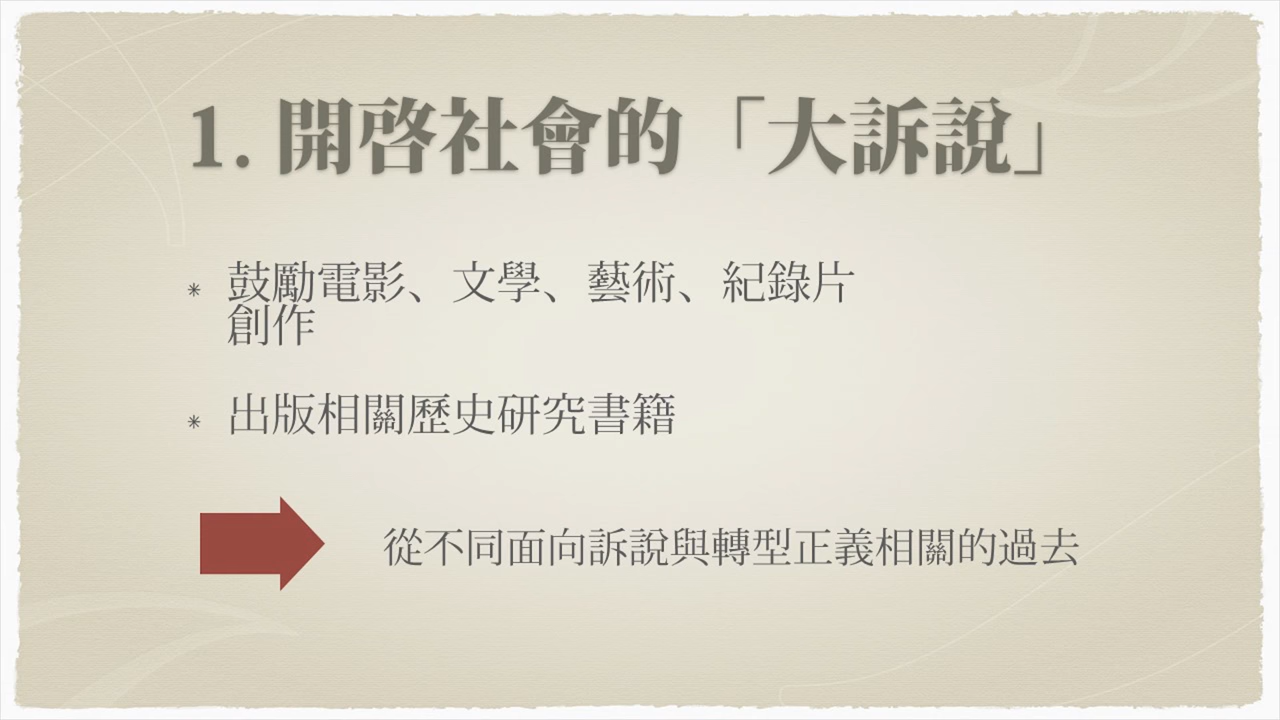 1. 開啓社會的「大訴說」
鼓勵電影、文學、藝術、紀錄片
創作
出版相關歷史研究書籍
從不同面向訴說與轉型正義相關的過去